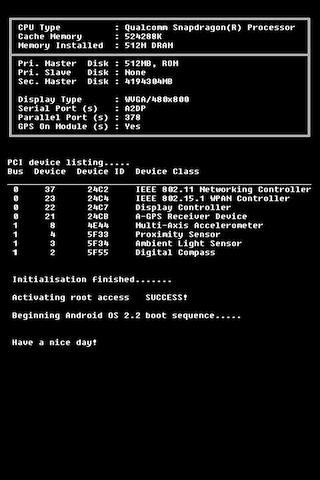 CPU Type : Qualcomm Snapdragon(R) Processor
Cache Memory : 524288K
Memory Installed : 512M DRAM
Pri. Master Disk : 512MB, ROM
Pri. Slave Disk : None
Sec. Master Disk : 4194304MB
Display Type : WVGA/480x800
Serial Port (s) : A2DP
Parallel Port (s) : 378
GPS On Module (s) : Yes
PCI device listing.....
Bus Device Device ID Device Class
0 37 24C2 IEEE 802.11 Networking Controller
0 23 24C4 IEEE 802.15.1 WPAN Controller
0 22 24C7 Display Controller
0 21 24CB A-GPS Receiver Device
1 8 4E44 Multi-Axis Accelerometer
1 4 5F33 Proximity Sensor
1 3 5F34 Ambient Light Sensor
1 2 5F55 Digital Compass
Initialisation finished.......
Activating root access SUCCESS!
Beginning Android OS 2.2 boot sequence.....
Have a nice day!